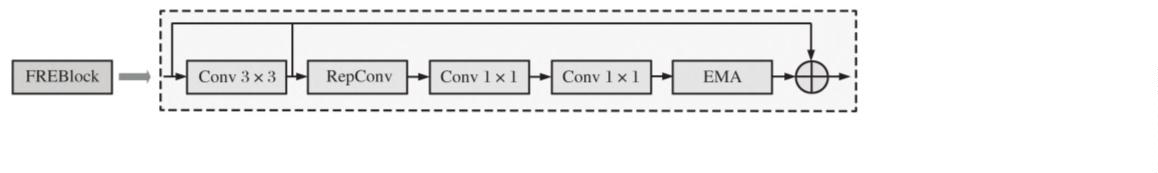 FREBlock
Conv 3×3
RepConv
Conv 1×1
Conv 1×1
EMA